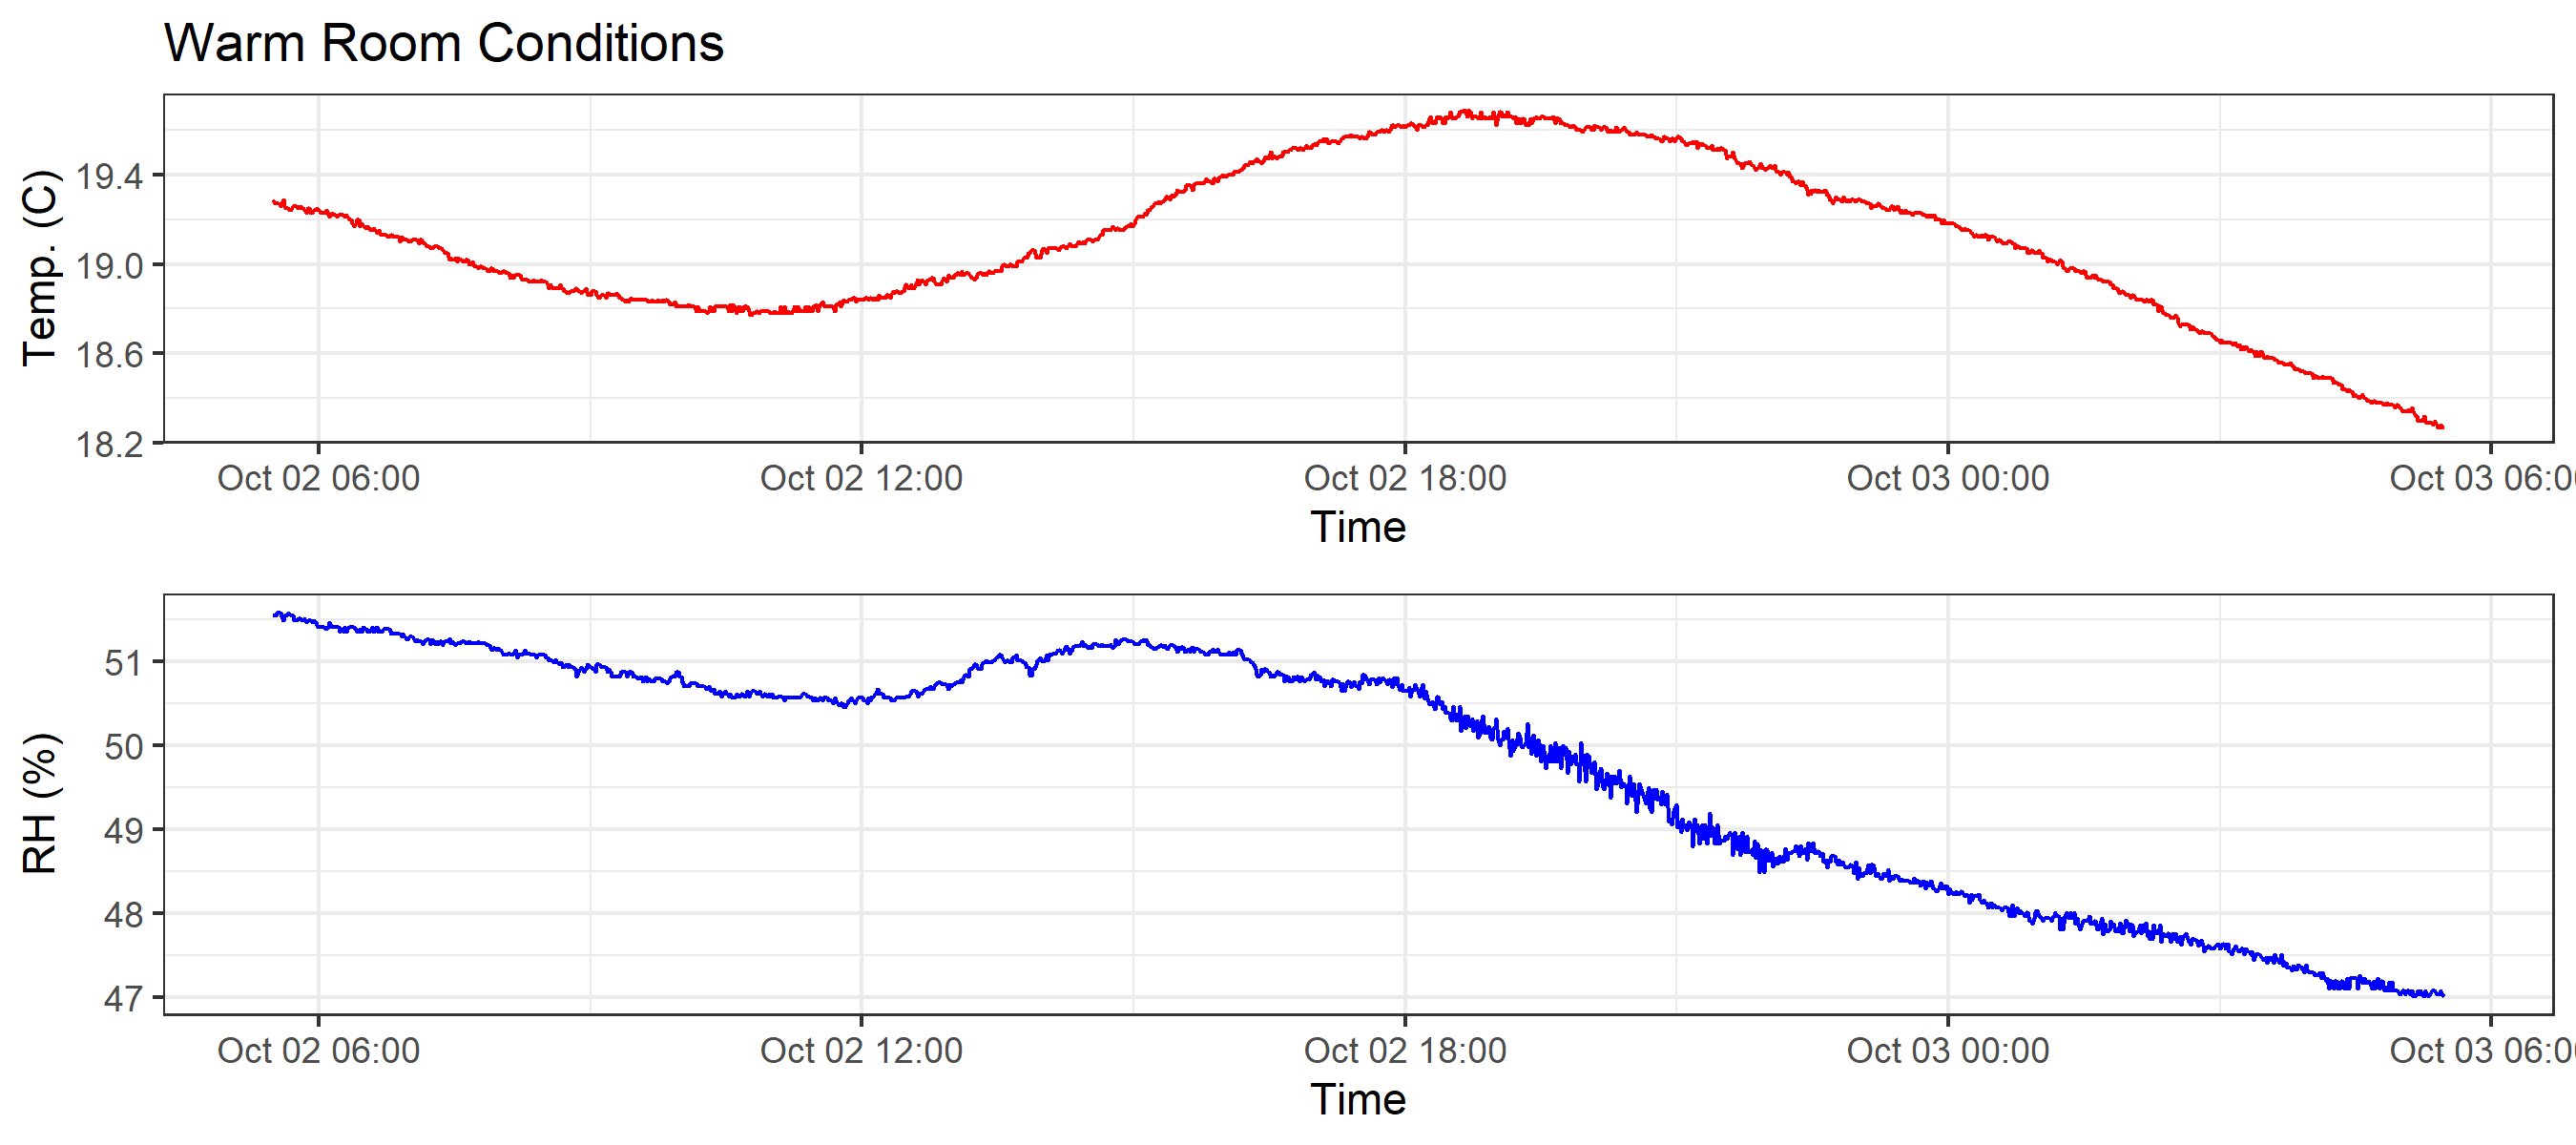 Warm Room Conditions
Temp. (C)
19.4
19.0
18.6
18.2
Oct 02 06:00 Oct 02 12:00 Oct 02 18:00 Oct 03 00:00 Oct 03 06:0
Time
RH (%)
51
50
49
48
47
Oct 02 06:00 Oct 02 12:00 Oct 02 18:00 Oct 03 00:00 Oct 03 06:0
Time